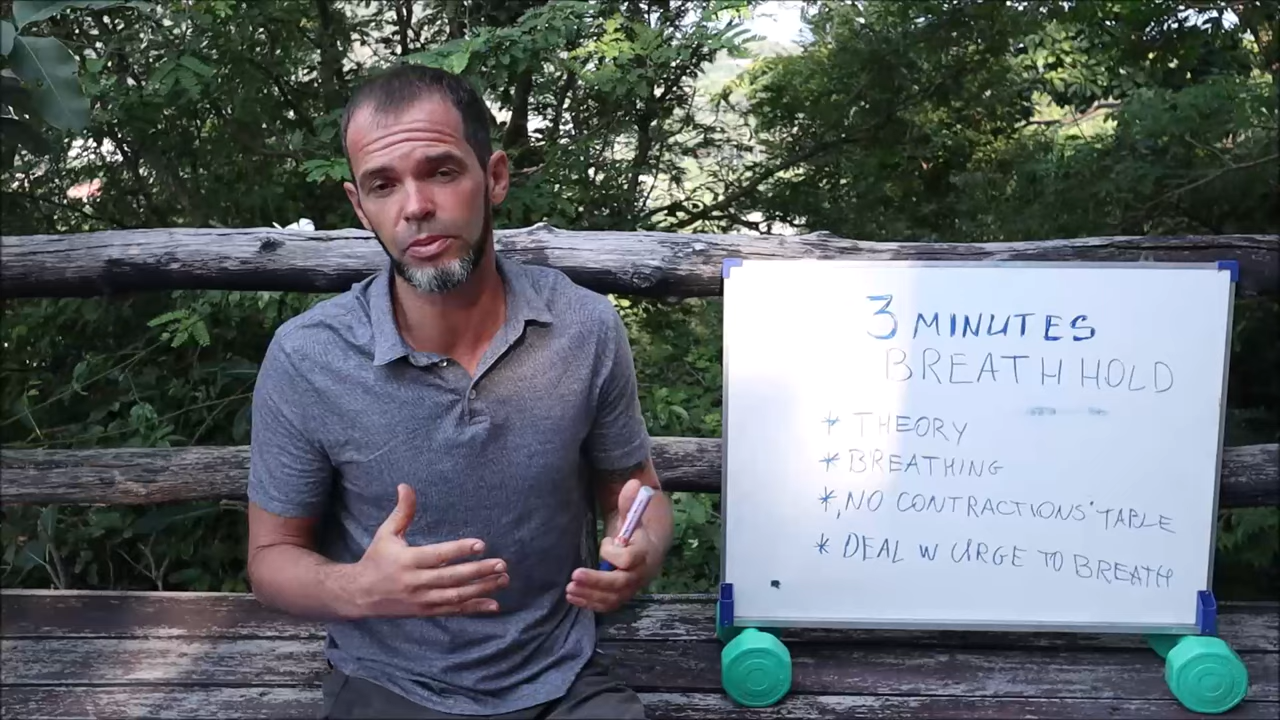 3 MINUTES
BREATH HOLD
* THEORY
* BREATHING
* "NO CONTRACTIONS" TABLE
* DEAL W URGE TO BREATH